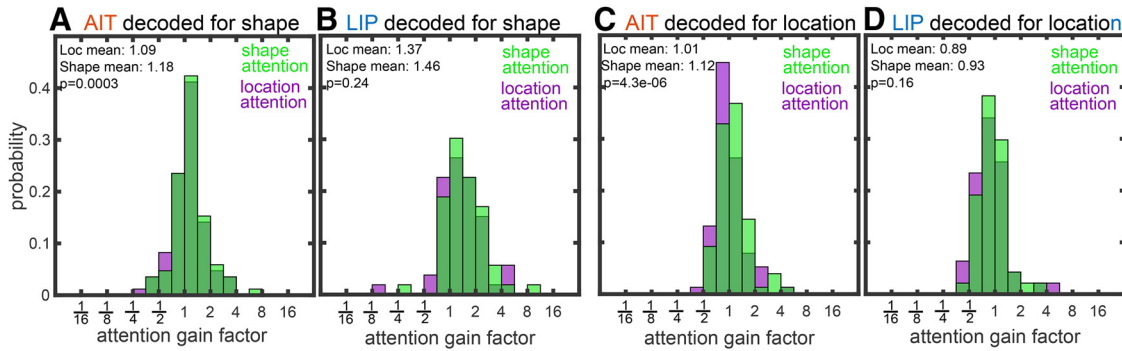 A AIT decoded for shape
B LIP decoded for shape
C AIT decoded for location
D LIP decoded for location
Loc mean: 1.09
Shape mean: 1.18
p=0.0003
shape
attention
location
attention
Loc mean: 1.37
Shape mean: 1.46
p=0.24
shape
attention
location
attention
Loc mean: 1.01
Shape mean: 1.12
p=4.3e-06
shape
attention
location
attention
Loc mean: 0.89
Shape mean: 0.93
p=0.16
shape
attention
location
attention
probability
0.4
0.3
0.2
0.1
0
1/16 1/8 1/4 1/2 1 2 4 8 16
attention gain factor
1/16 1/8 1/4 1/2 1 2 4 8 16
attention gain factor
1/16 1/8 1/4 1/2 1 2 4 8 16
attention gain factor
1/16 1/8 1/4 1/2 1 2 4 8 16
attention gain factor